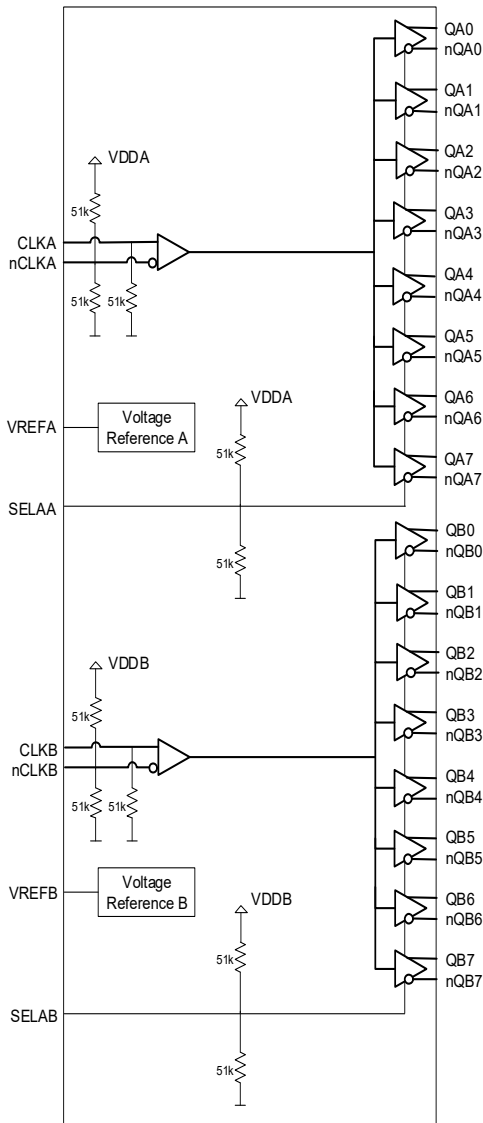 QA0
nQA0
QA1
nQA1
VDDA
QA2
nQA2
51k
QA3
CLKA
nQA3
nCLKA
QA4
51k
51k
nQA4
QA5
nQA5
VDDA
QA6
VREFA
Voltage
Reference A
nQA6
51k
QA7
nQA7
SELAA
QB0
nQB0
51k
QB1
nQB1
VDDB
QB2
nQB2
51k
QB3
nQB3
CLKB
nCLKB
QB4
51k
51k
nQB4
QB5
nQB5
VREFB
Voltage
Reference B
VDDB
QB6
nQB6
51k
QB7
nQB7
SELAB
51k